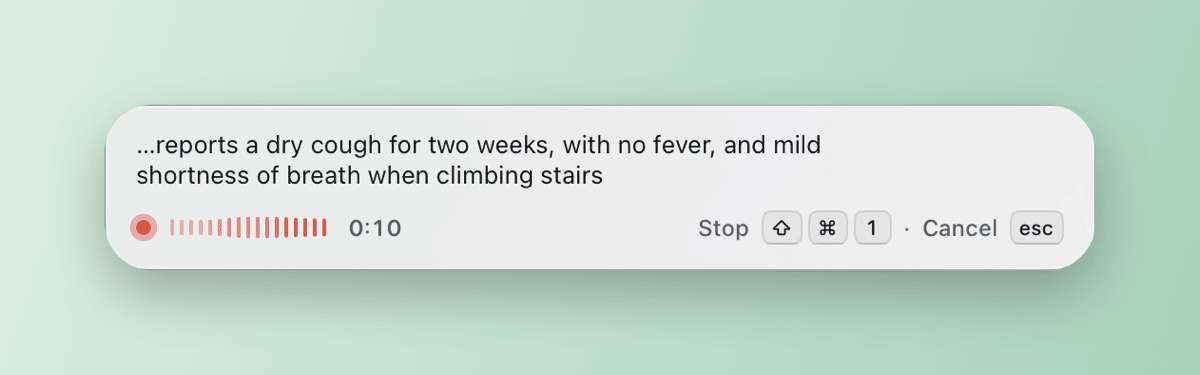 ...reports a dry cough for two weeks, with no fever, and mild
shortness of breath when climbing stairs
0:10 Stop ⇧ ⌘ 1 · Cancel esc